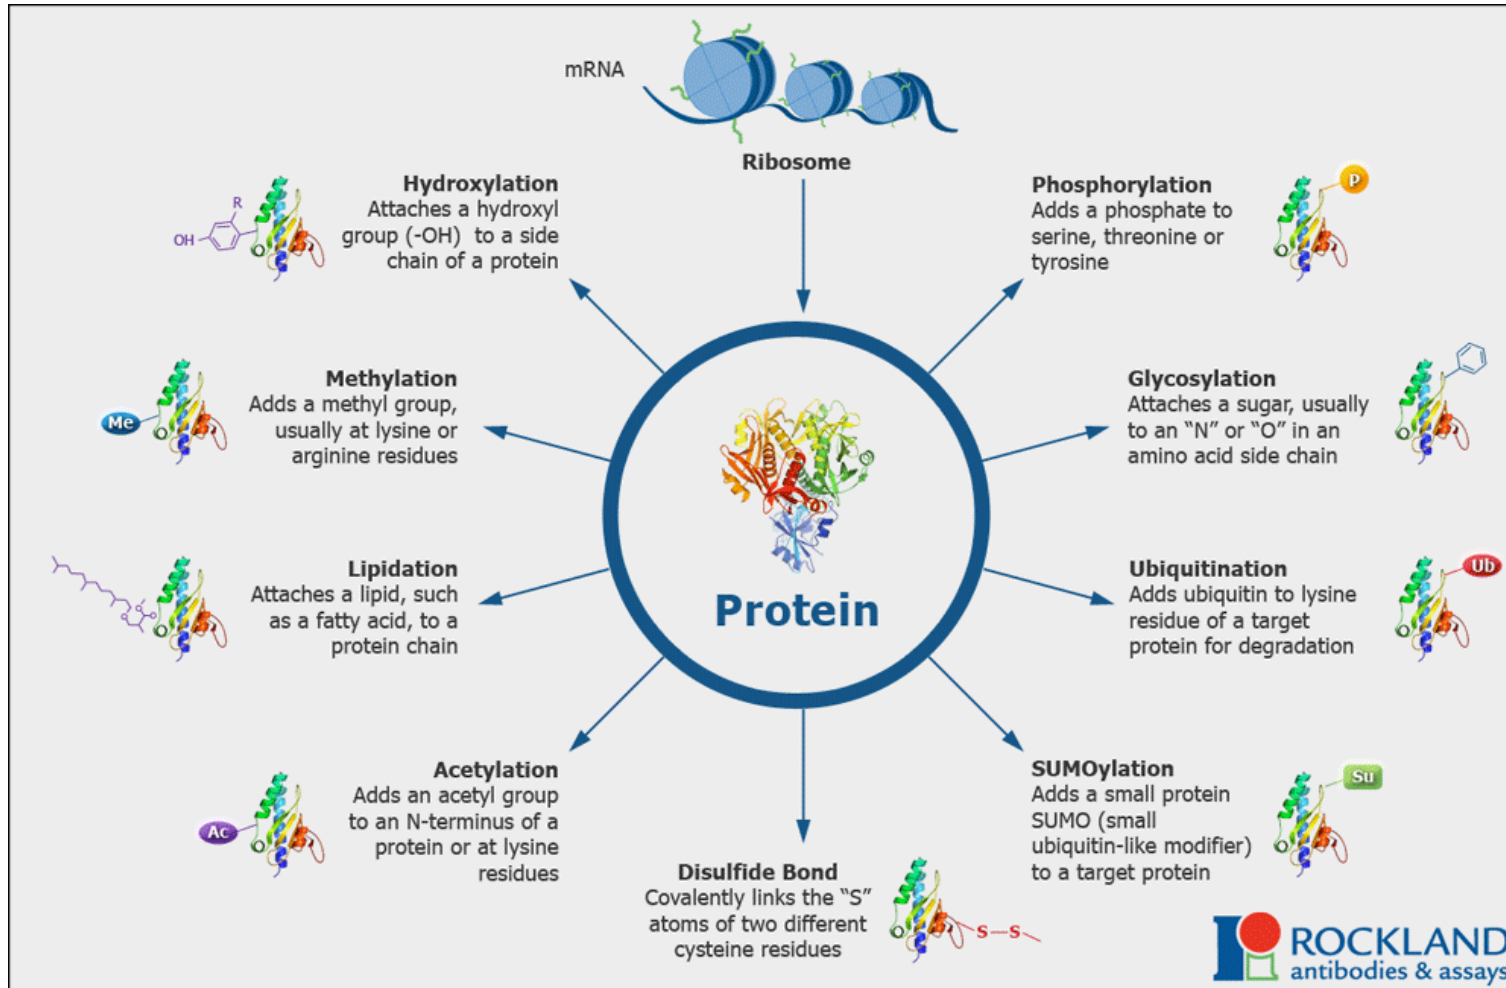 mRNA
Ribosome
Hydroxylation
Attaches a hydroxyl
group (-OH) to a side
chain of a protein
R
OH
Phosphorylation
Adds a phosphate to
serine, threonine or
tyrosine
P
Methylation
Adds a methyl group,
usually at lysine or
arginine residues
Me
Glycosylation
Attaches a sugar, usually
to an “N” or “O” in an
amino acid side chain
Lipidation
Attaches a lipid, such
as a fatty acid, to a
protein chain
Protein
Ubiquitination
Adds ubiquitin to lysine
residue of a target
protein for degradation
Ub
Acetylation
Adds an acetyl group
to an N-terminus of a
protein or at lysine
residues
Ac
Disulfide Bond
Covalently links the “S”
atoms of two different
cysteine residues
S—S
SUMOylation
Adds a small protein
SUMO (small
ubiquitin-like modifier)
to a target protein
Su
ROCKLAND
antibodies & assays